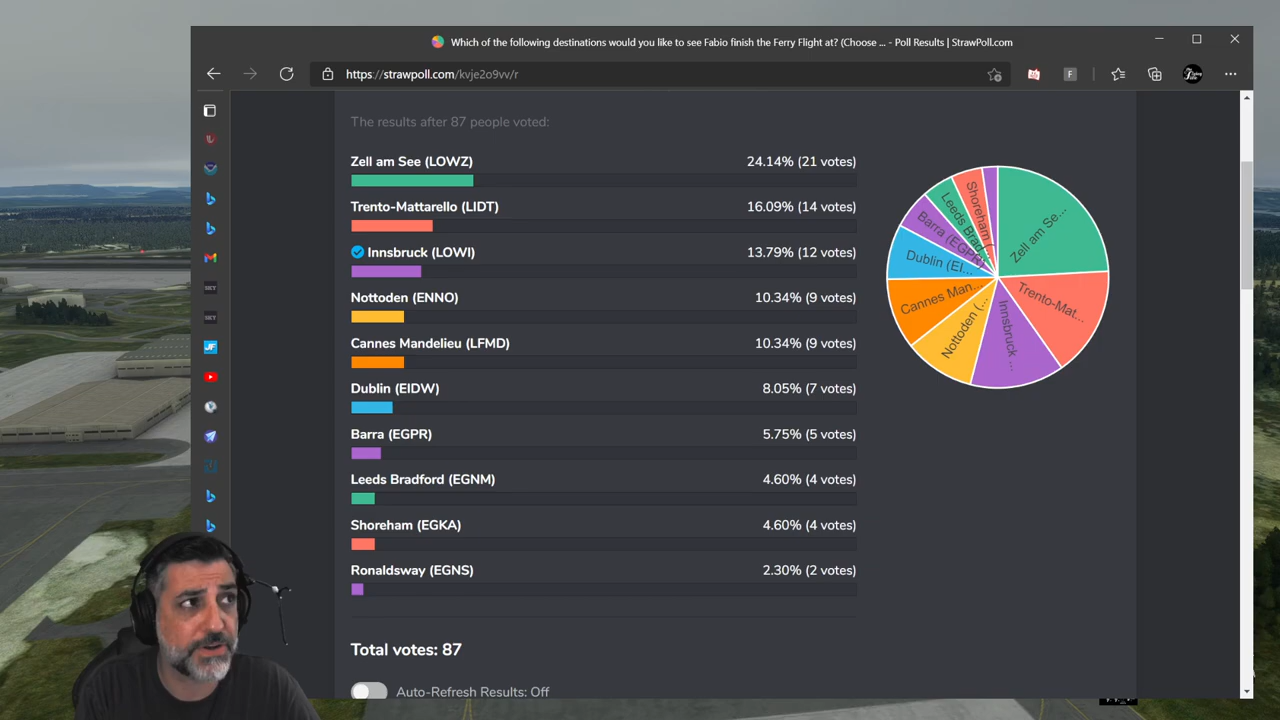 Which of the following destinations would you like to see Fabio finish the Ferry Flight at? (Choose ... - Poll Results | StrawPoll.com
https://strawpoll.com/kvje2o9vv/r
F
The results after 87 people voted:
Zell am See (LOWZ) 24.14% (21 votes)
Trento-Mattarello (LIDT) 16.09% (14 votes)
Innsbruck (LOWI) 13.79% (12 votes)
Nottoden (ENNO) 10.34% (9 votes)
Cannes Mandelieu (LFMD) 10.34% (9 votes)
Dublin (EIDW) 8.05% (7 votes)
Barra (EGPR) 5.75% (5 votes)
Leeds Bradford (EGNM) 4.60% (4 votes)
Shoreham (EGKA) 4.60% (4 votes)
Ronaldsway (EGNS) 2.30% (2 votes)
Total votes: 87
Auto-Refresh Results: Off
Zell am Se...
Trento-Mat...
Innsbruck ...
Nottoden (...
Cannes Man...
Dublin (EI...
Barra (EGPR)
Leeds Brad...
Shoreham (...
SKY
SKY
JF